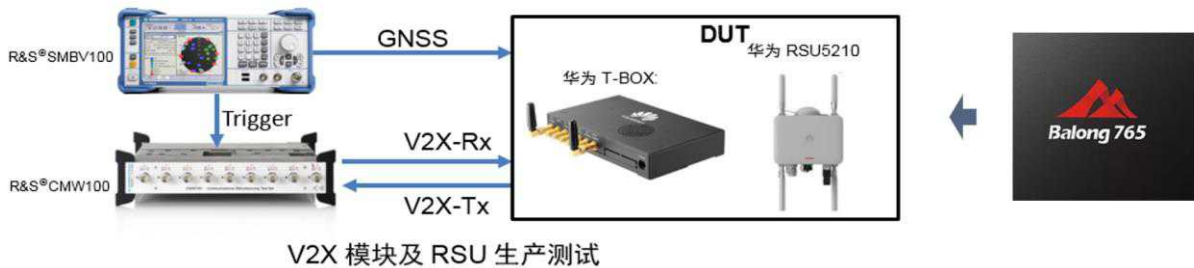 R&S®SMBV100
GNSS
DUT
华为 RSU5210
华为 T-BOX:
Trigger
V2X-Rx
Balong 765
R&S®CMW100
V2X-Tx
V2X 模块及 RSU 生产测试